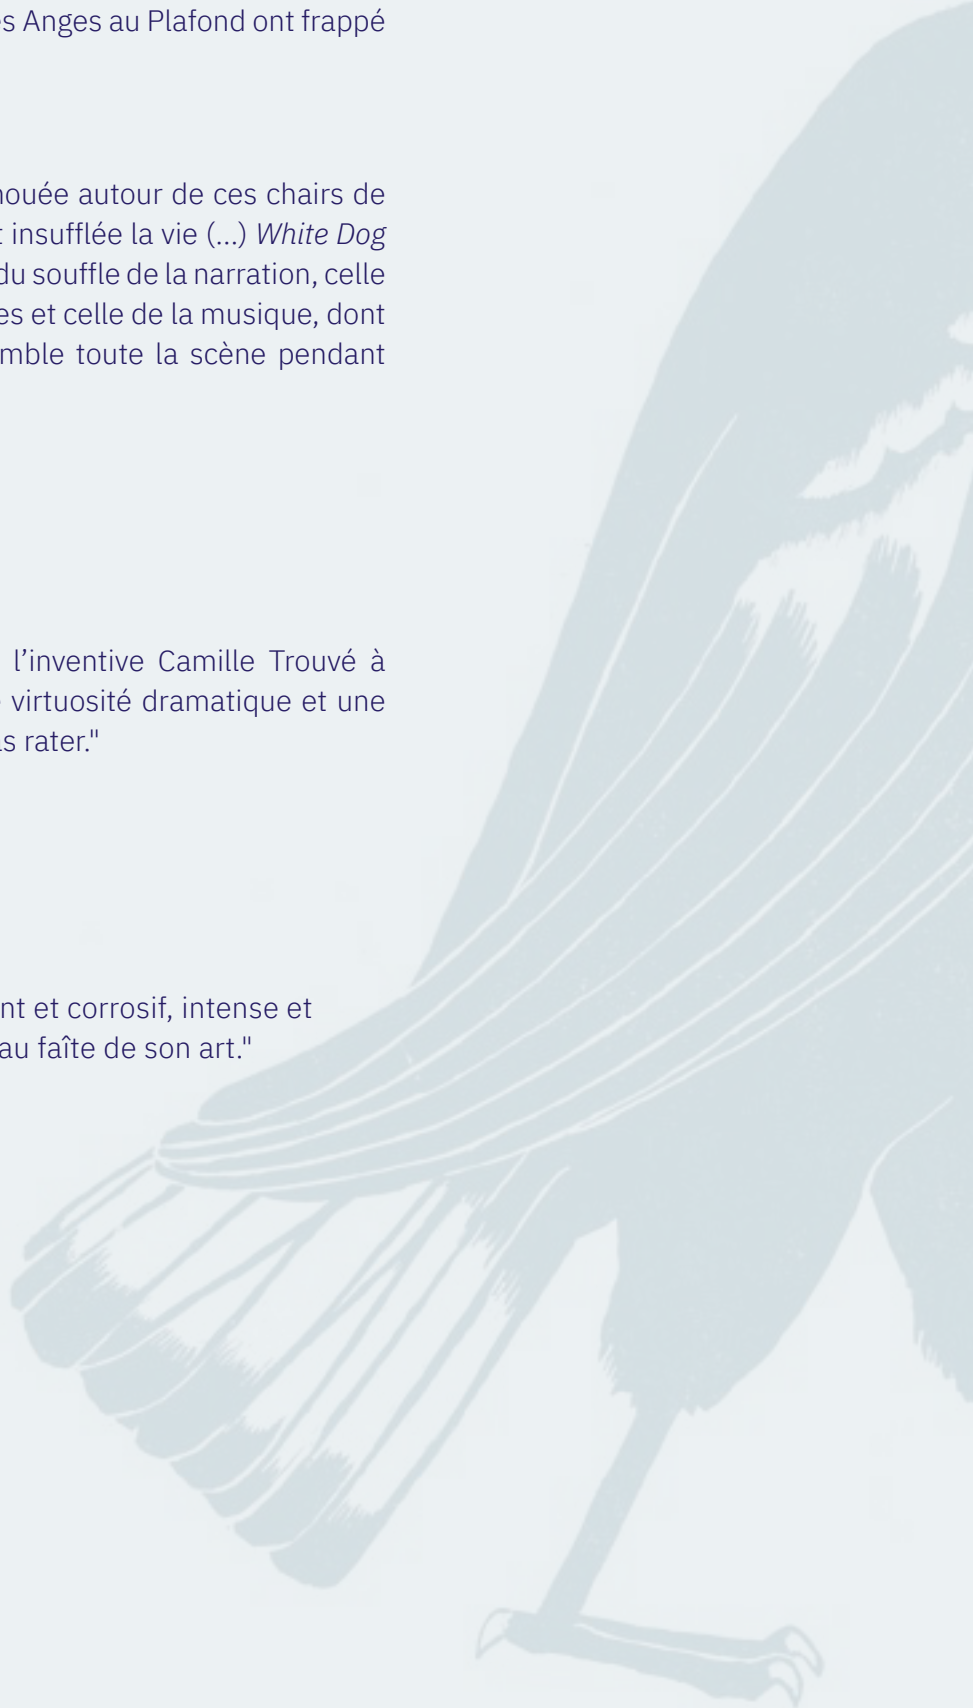 s Anges au Plafond ont frappé
nouée autour de ces chairs de
t insufflée la vie (...) White Dog
du souffle de la narration, celle
es et celle de la musique, dont
mble toute la scène pendant
l’inventive Camille Trouvé à
virtuosité dramatique et une
s rater."
nt et corrosif, intense et
au faîte de son art."